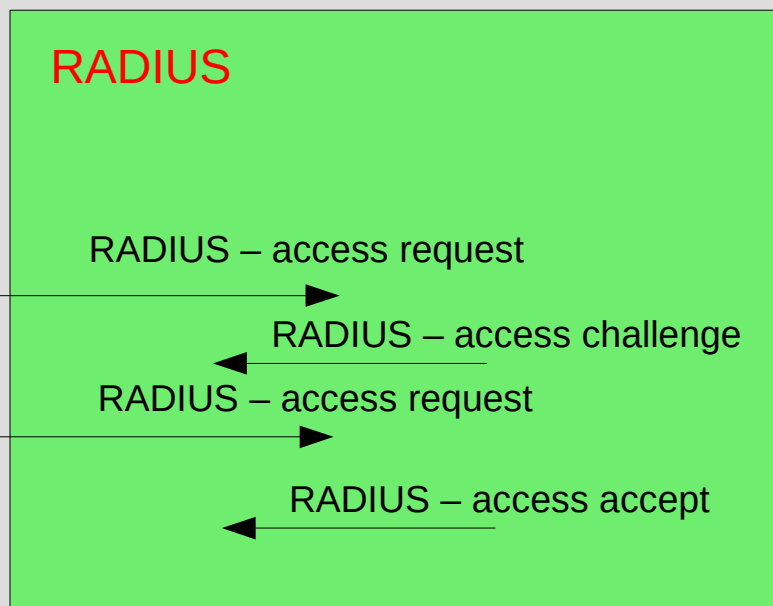 RADIUS
RADIUS – access request
RADIUS – access challenge
RADIUS – access request
RADIUS – access accept